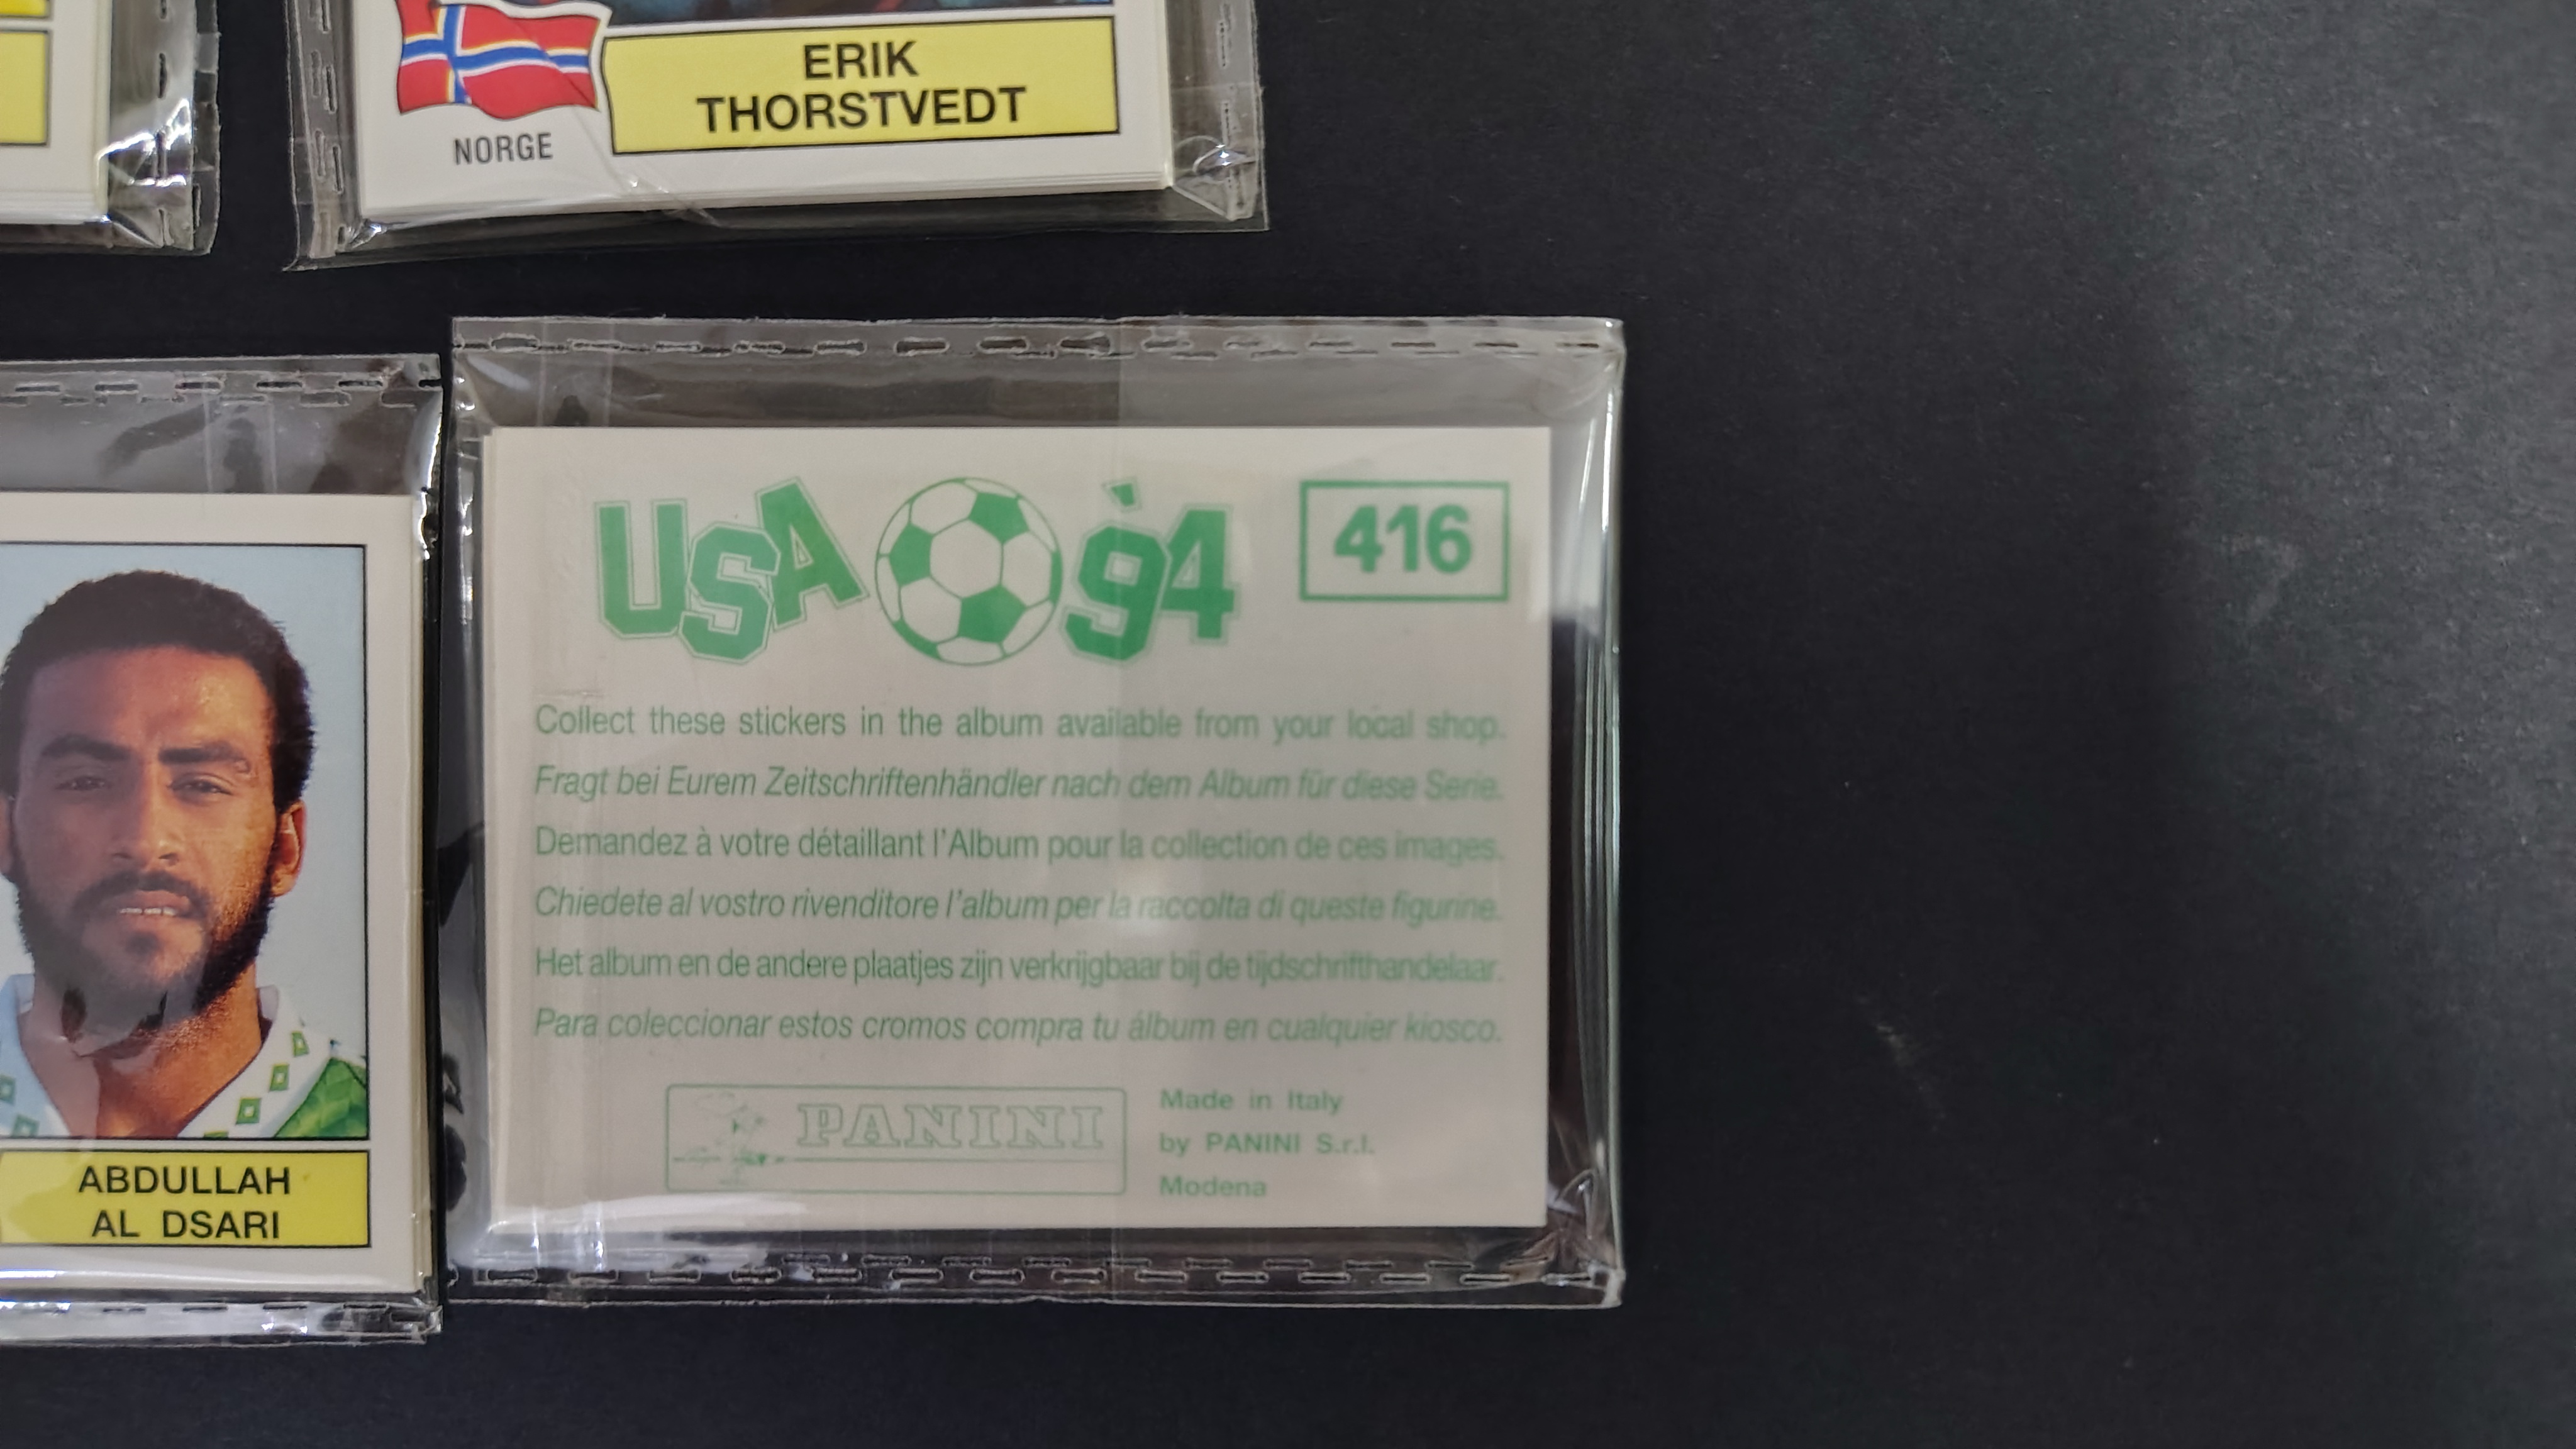 ERIK
THORSTVEDT
NORGE
USA '94
416
Collect these stickers in the album available from your local shop.
Fragt bei Eurem Zeitschriftenhändler nach dem Album für diese Serie.
Demandez à votre détaillant l'Album pour la collection de ces images.
Chiedete al vostro rivenditore l'album per la raccolta di queste figurine.
Het album en de andere plaatjes zijn verkrijgbaar bij de tijdschrifthandelaar.
Para coleccionar estos cromos compra tu álbum en cualquier kiosco.
PANINI
Made in Italy
by PANINI S.r.l.
Modena
ABDULLAH
AL DSARI